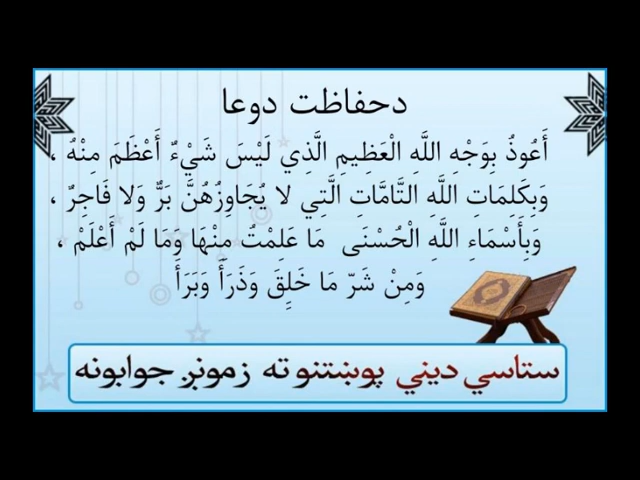 دحفاظت دوعا
أَعُوذُ بِوَجْهِ اللَّهِ الْعَظِيمِ الَّذِي لَيْسَ شَيْءٌ أَعْظَمَ مِنْهُ ،
وَبِكَلِمَاتِ اللَّهِ التَّامَّاتِ الَّتِي لا يُجَاوِزُهُنَّ بَرٌّ وَلا فَاجِرٌ ،
وَبِأَسْمَاءِ اللَّهِ الْحُسْنَى مَا عَلِمْتُ مِنْهَا وَمَا لَمْ أَعْلَمْ ،
وَمِنْ شَرِّ مَا خَلِقَ وَذَرَأَ وَبَرَأَ
ستاسي ديني پوښتنو ته زمونږ جوابونه